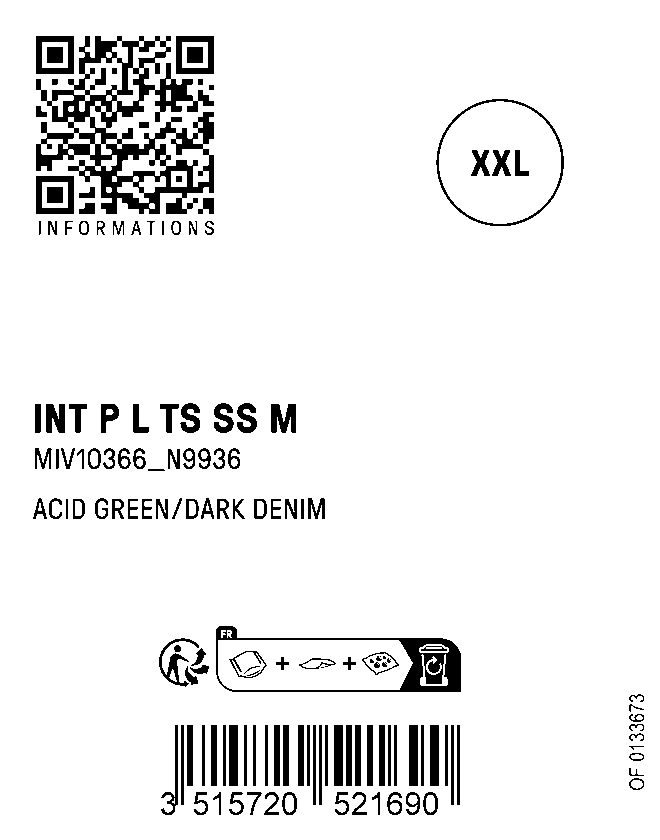 XXL
INFORMATIONS
INT P L TS SS M
MIV10366_N9936
ACID GREEN/DARK DENIM
FR
+ +
OF 0133673
3 515720 521690